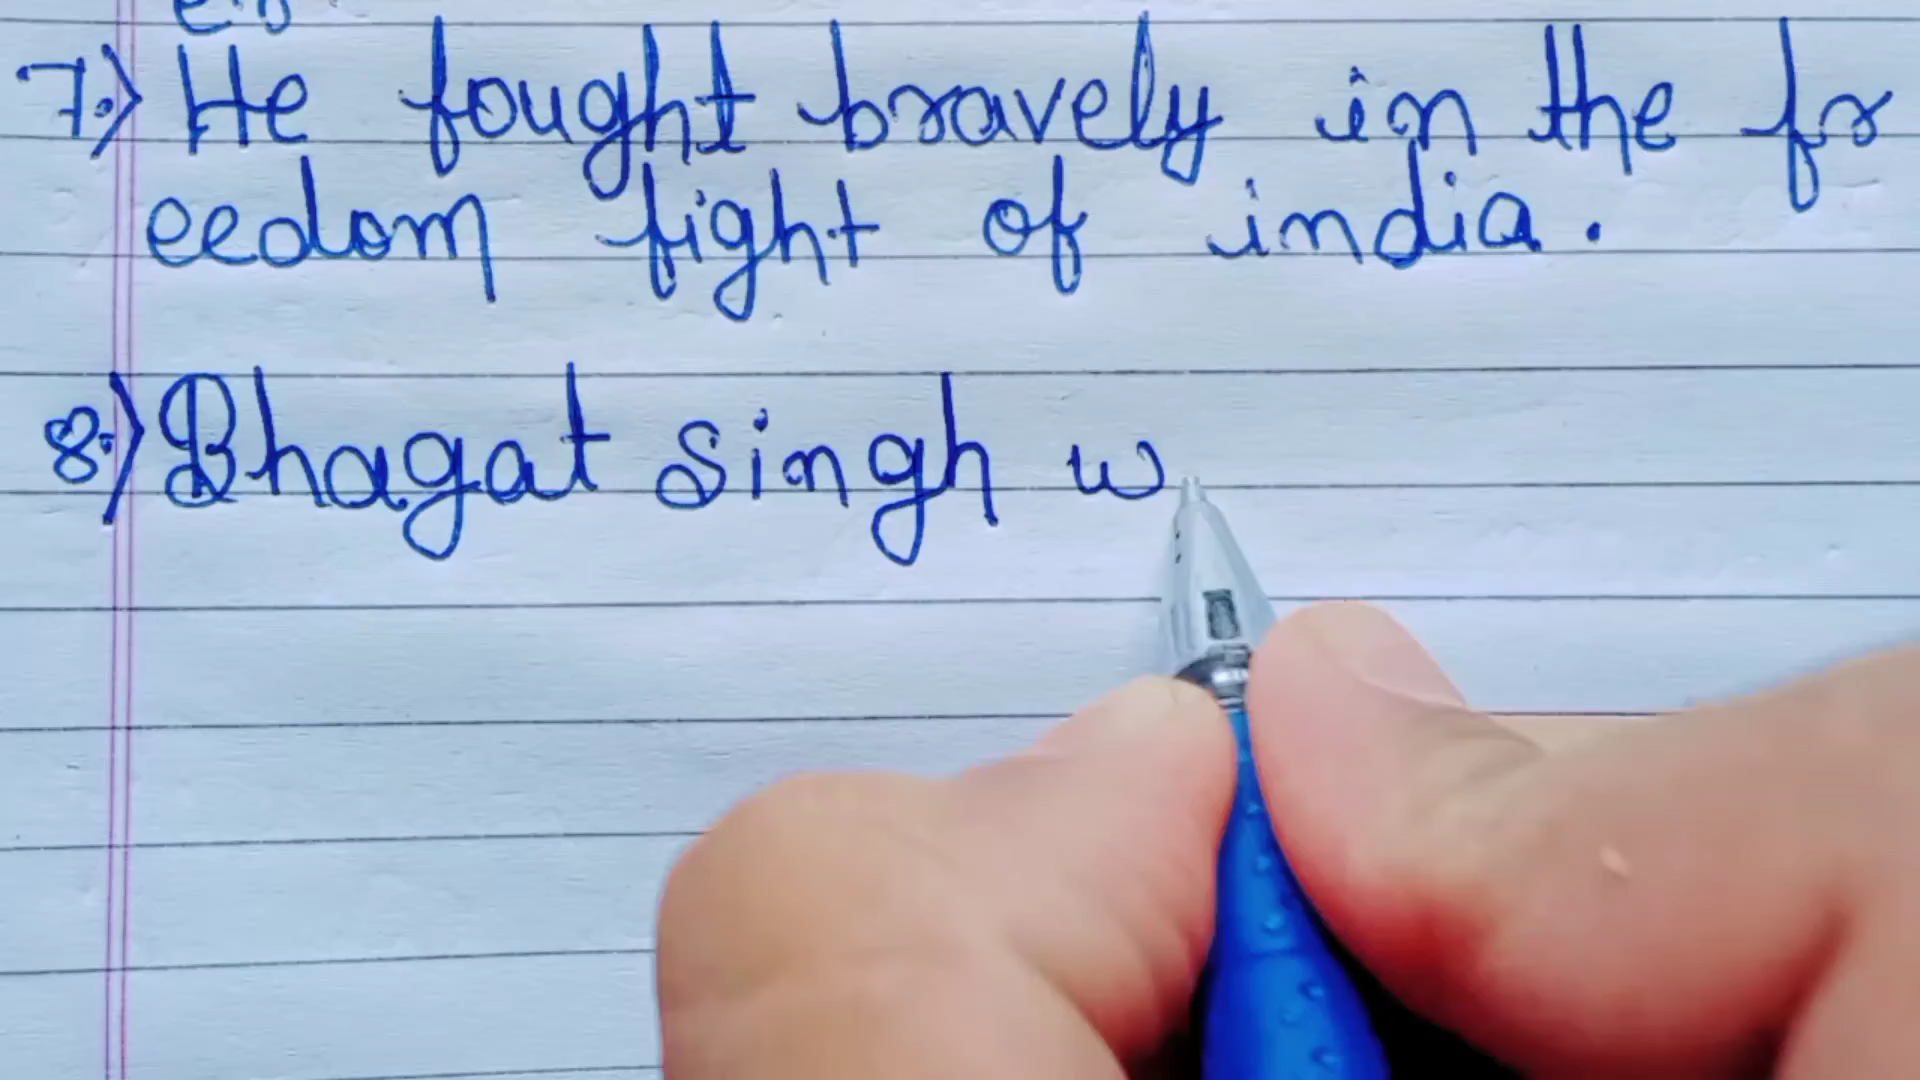 7.) He fought bravely in the fr
eedom fight of india.
8.) Bhagat singh w